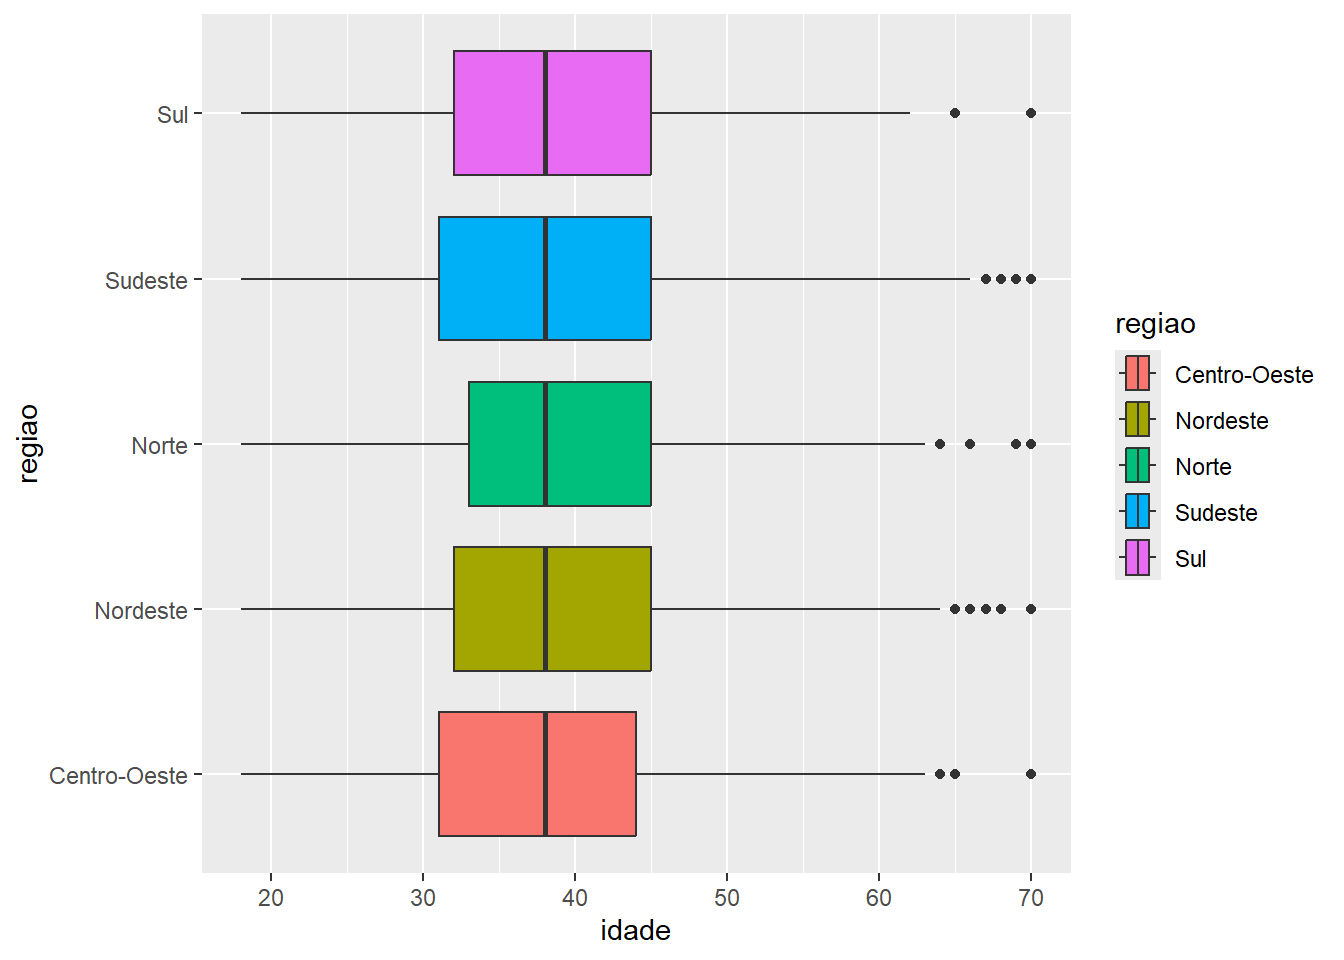 Sul
Sudeste
Norte
Nordeste
Centro-Oeste
regiao
20 30 40 50 60 70
idade
regiao
Centro-Oeste
Nordeste
Norte
Sudeste
Sul